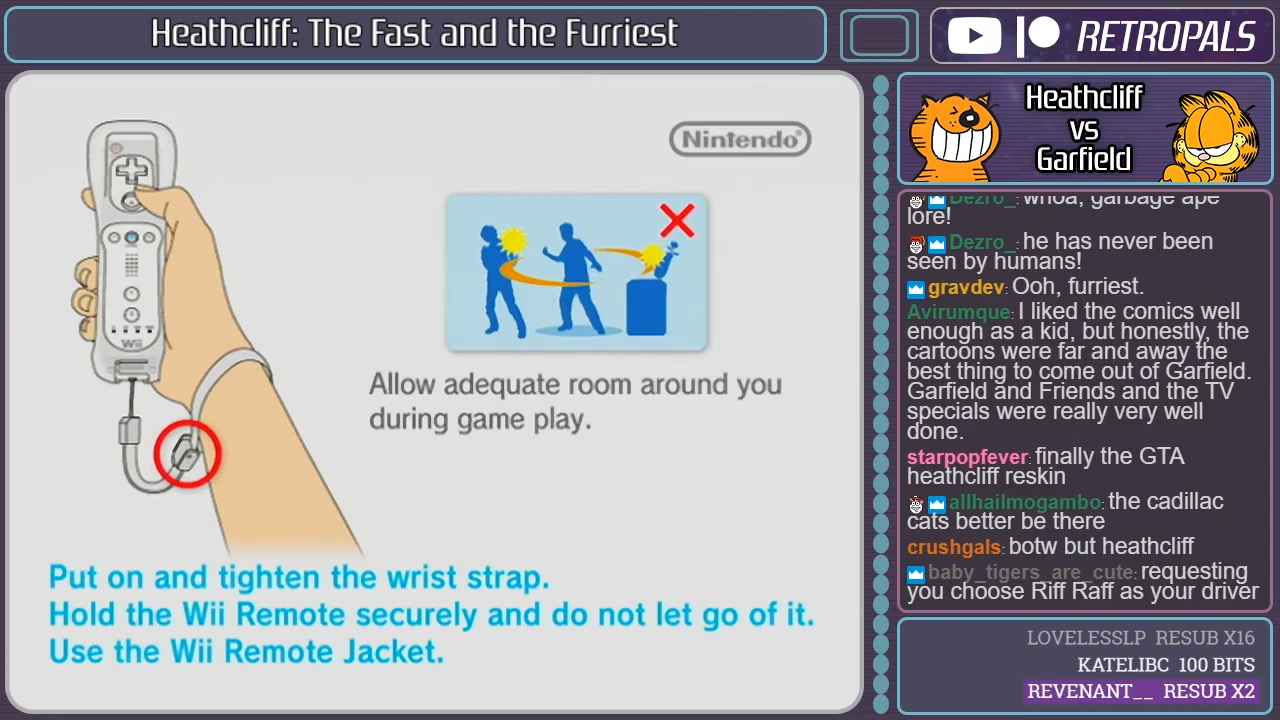 Heathcliff: The Fast and the Furriest
RETROPALS
Nintendo®
Wii
Allow adequate room around you
during game play.
Put on and tighten the wrist strap.
Hold the Wii Remote securely and do not let go of it.
Use the Wii Remote Jacket.
Heathcliff
vs
Garfield
Dezro_: whoa, garbage ape
lore!
Dezro_: he has never been
seen by humans!
gravdev: Ooh, furriest.
Avirumque: I liked the comics well
enough as a kid, but honestly, the
cartoons were far and away the
best thing to come out of Garfield.
Garfield and Friends and the TV
specials were really very well
done.
starpopfever: finally the GTA
heathcliff reskin
allhailmogambo: the cadillac
cats better be there
crushgals: botw but heathcliff
baby_tigers_are_cute: requesting
you choose Riff Raff as your driver
LOVELESSLP RESUB X16
KATELIBC 100 BITS
REVENANT__ RESUB X2